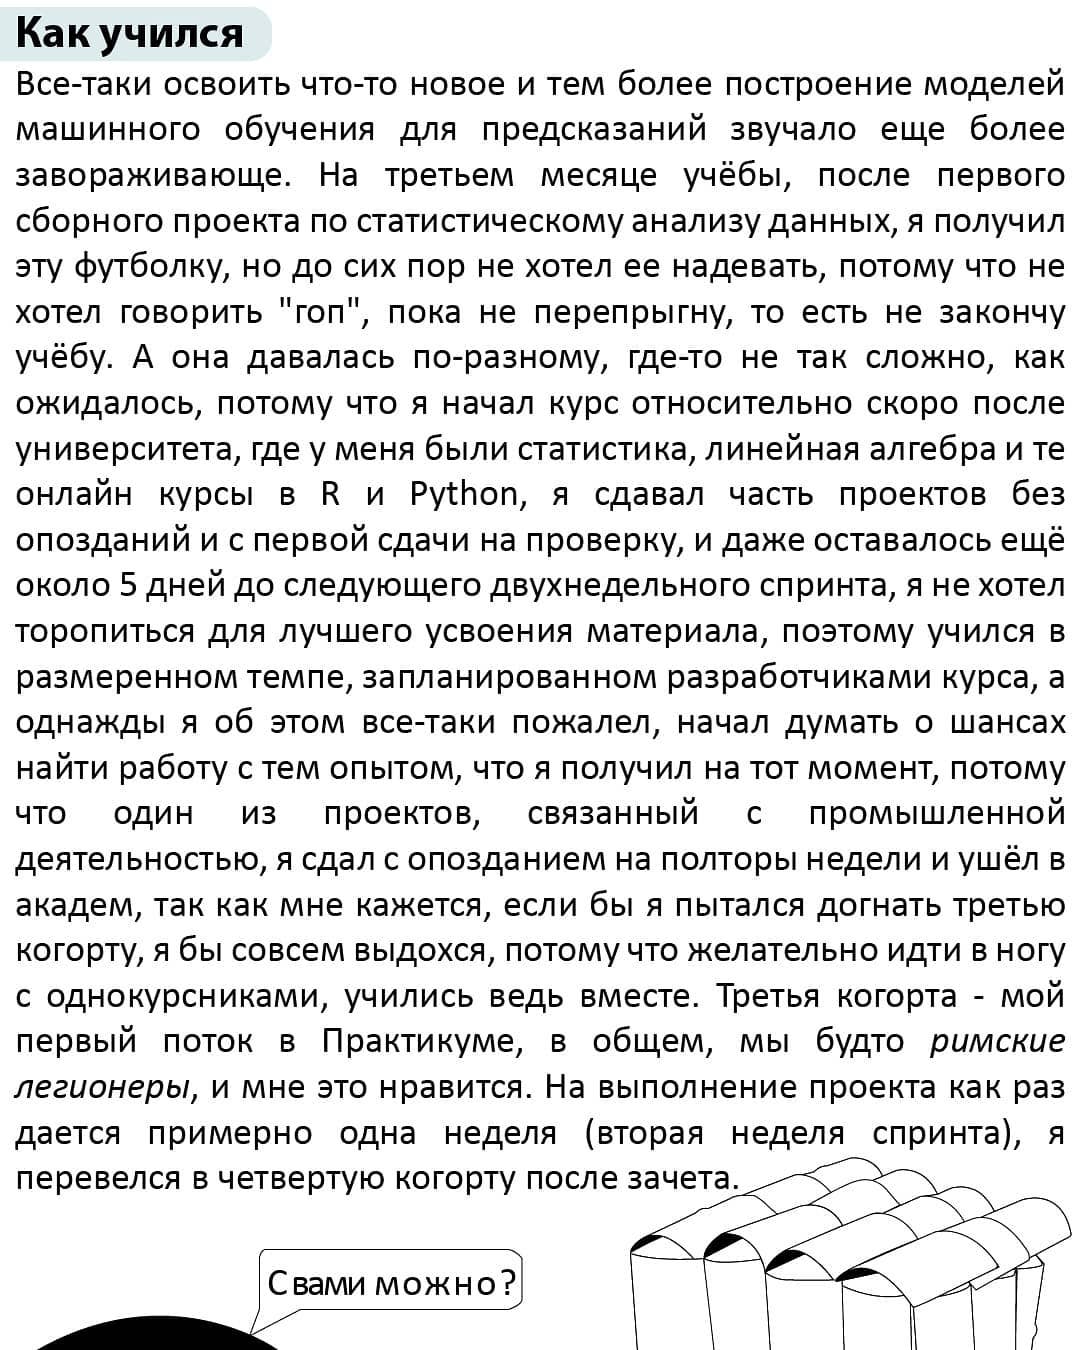 Как учился
Все-таки освоить что-то новое и тем более построение моделей
машинного обучения для предсказаний звучало еще более
завораживающе. На третьем месяце учёбы, после первого
сборного проекта по статистическому анализу данных, я получил
эту футболку, но до сих пор не хотел ее надевать, потому что не
хотел говорить "гоп", пока не перепрыгну, то есть не закончу
учёбу. А она давалась по-разному, где-то не так сложно, как
ожидалось, потому что я начал курс относительно скоро после
университета, где у меня были статистика, линейная алгебра и те
онлайн курсы в R и Python, я сдавал часть проектов без
опозданий и с первой сдачи на проверку, и даже оставалось ещё
около 5 дней до следующего двухнедельного спринта, я не хотел
торопиться для лучшего усвоения материала, поэтому учился в
размеренном темпе, запланированном разработчиками курса, а
однажды я об этом все-таки пожалел, начал думать о шансах
найти работу с тем опытом, что я получил на тот момент, потому
что один из проектов, связанный с промышленной
деятельностью, я сдал с опозданием на полторы недели и ушёл в
академ, так как мне кажется, если бы я пытался догнать третью
когорту, я бы совсем выдохся, потому что желательно идти в ногу
с однокурсниками, учились ведь вместе. Третья когорта - мой
первый поток в Практикуме, в общем, мы будто римские
легионеры, и мне это нравится. На выполнение проекта как раз
дается примерно одна неделя (вторая неделя спринта), я
перевелся в четвертую когорту после зачета.
С вами можно?